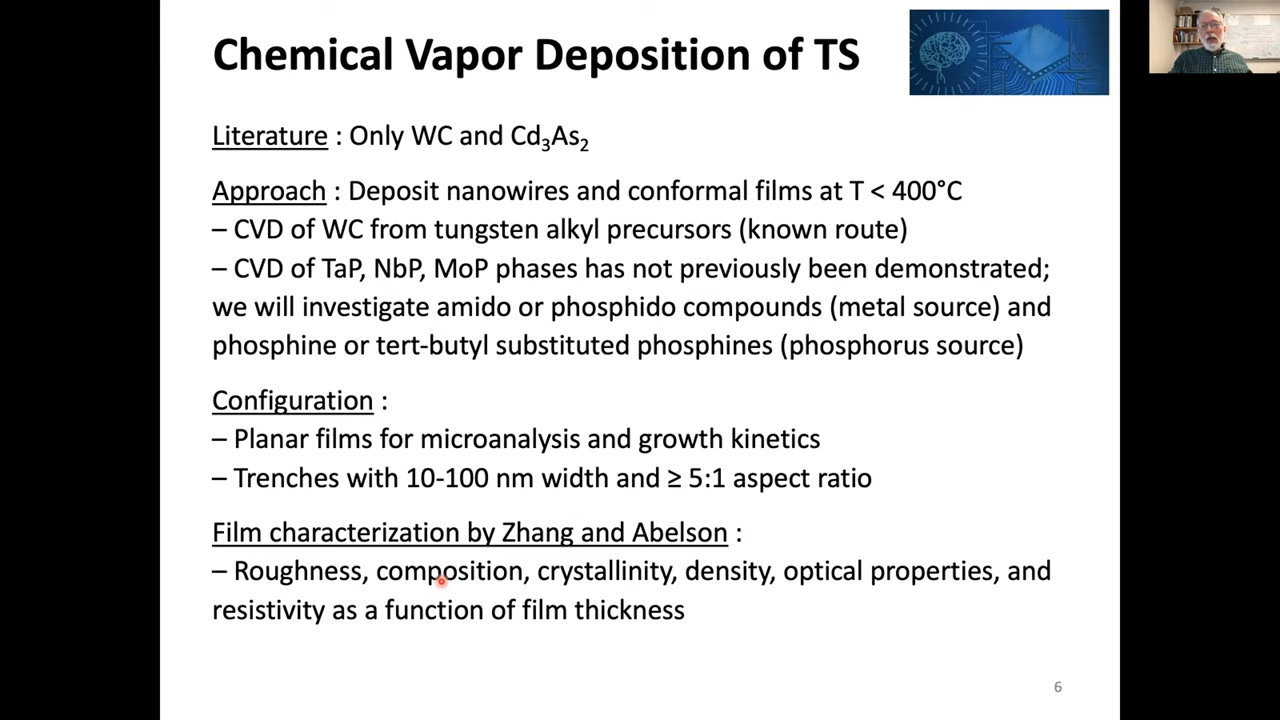 Chemical Vapor Deposition of TS
Literature : Only WC and Cd₃As₂
Approach : Deposit nanowires and conformal films at T < 400°C
– CVD of WC from tungsten alkyl precursors (known route)
– CVD of TaP, NbP, MoP phases has not previously been demonstrated;
we will investigate amido or phosphido compounds (metal source) and
phosphine or tert-butyl substituted phosphines (phosphorus source)
Configuration :
– Planar films for microanalysis and growth kinetics
– Trenches with 10-100 nm width and ≥ 5:1 aspect ratio
Film characterization by Zhang and Abelson :
– Roughness, composition, crystallinity, density, optical properties, and
resistivity as a function of film thickness
6